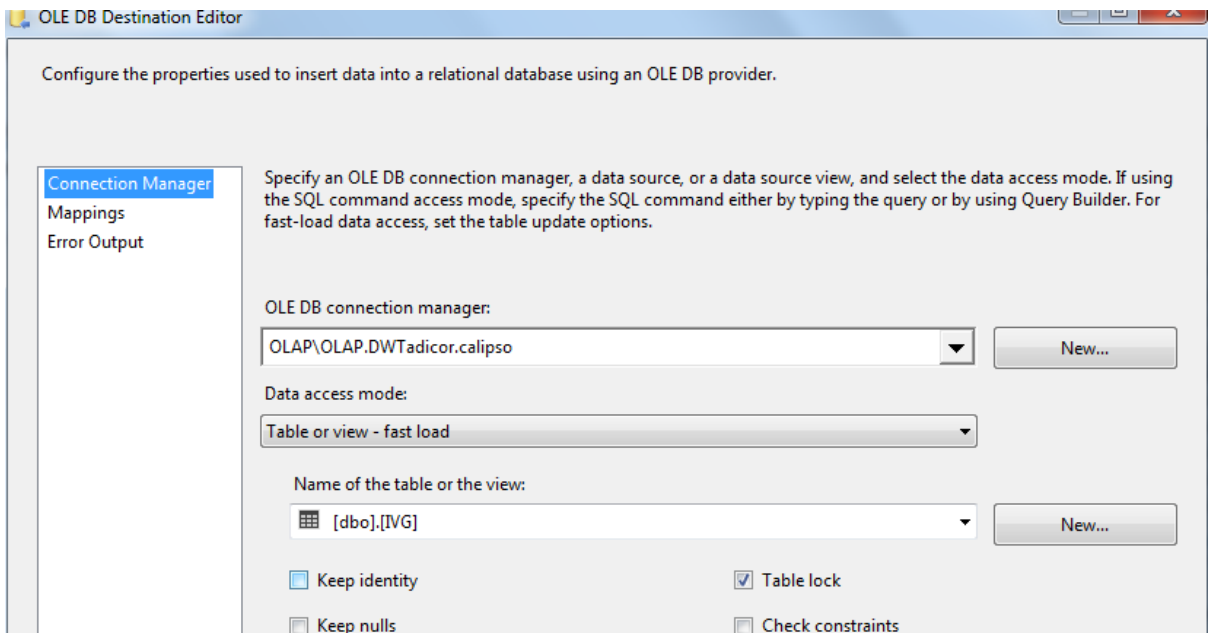 OLE DB Destination Editor
Configure the properties used to insert data into a relational database using an OLE DB provider.
Connection Manager
Mappings
Error Output
Specify an OLE DB connection manager, a data source, or a data source view, and select the data access mode. If using
the SQL command access mode, specify the SQL command either by typing the query or by using Query Builder. For
fast-load data access, set the table update options.
OLE DB connection manager:
OLAP\OLAP.DWTadicor.calipso
New...
Data access mode:
Table or view - fast load
Name of the table or the view:
[dbo].[IVG]
New...
Keep identity
Table lock
Keep nulls
Check constraints